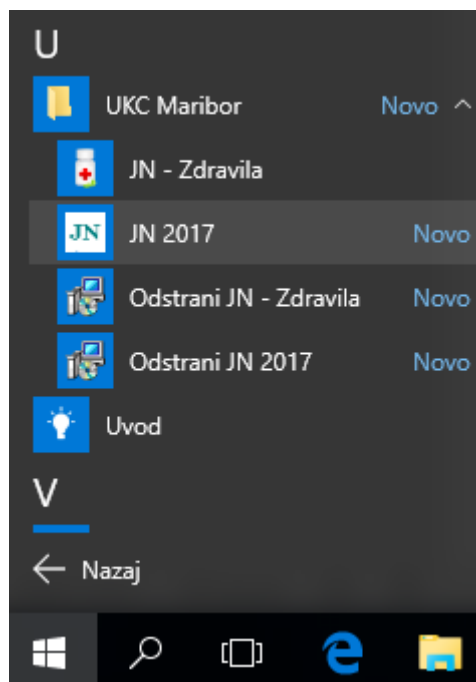 U
UKC Maribor Novo
JN - Zdravila
JN JN 2017 Novo
Odstrani JN - Zdravila Novo
Odstrani JN 2017 Novo
Uvod
V
Nazaj